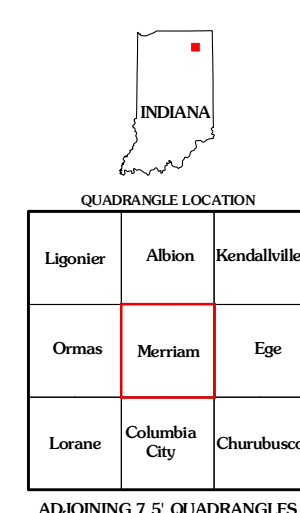 INDIANA
QUADRANGLE LOCATION
Ligonier Albion Kendallville
Ormas Merriam Ege
Lorane Columbia City Churubusco
ADJOINING 7.5' QUADRANGLES